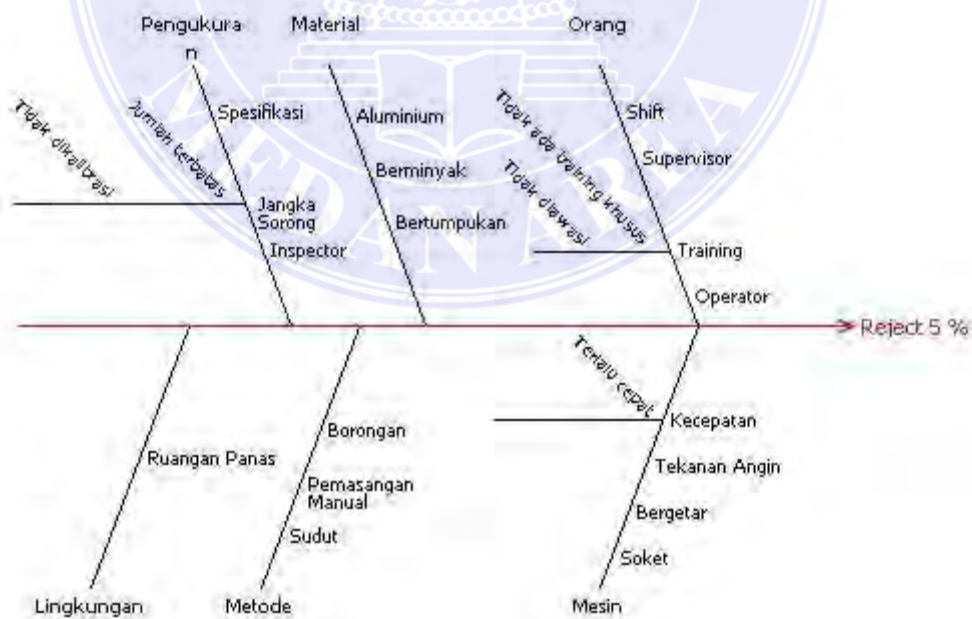 Pengukura
n
Material
Orang
Spesifikasi
Jumlah terbatas
Tidak dikalibrasi
Jangka
Sorong
Inspector
Aluminium
Berminyak
Bertumpukan
Shift
Supervisor
Tidak ada training khusus
Tidak diawasi
Training
Operator
Reject 5 %
Ruangan Panas
Borongan
Pemasangan
Manual
Sudut
Terlalu cepat
Kecepatan
Tekanan Angin
Bergetar
Soket
Lingkungan
Metode
Mesin
MEDAN AREA